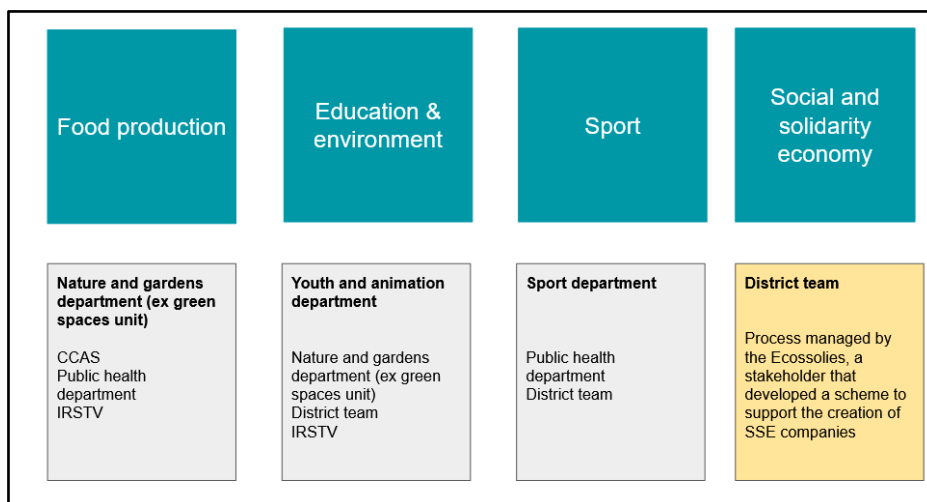 Food production
Education &
environment
Sport
Social and
solidarity
economy
Nature and gardens
department (ex green
spaces unit)
CCAS
Public health
department
IRSTV
Youth and animation
department
Nature and gardens
department (ex green
spaces unit)
District team
IRSTV
Sport department
Public health
department
District team
District team
Process managed by
the Ecossolies, a
stakeholder that
developed a scheme to
support the creation of
SSE companies